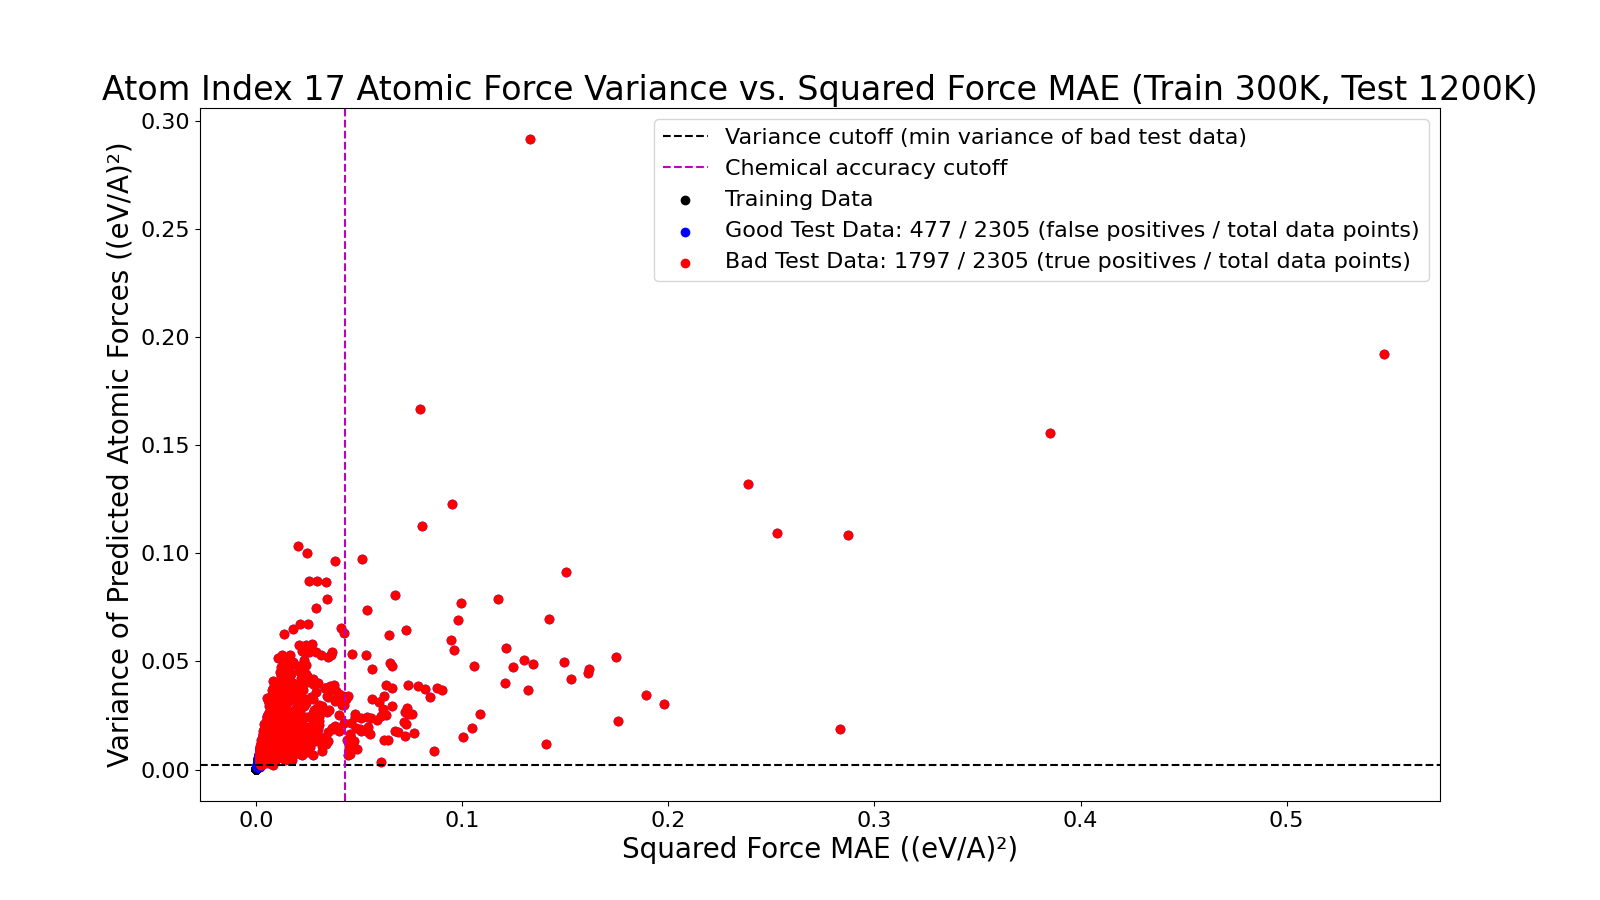 Atom Index 17 Atomic Force Variance vs. Squared Force MAE (Train 300K, Test 1200K)
Variance of Predicted Atomic Forces ((eV/A)²)
0.30
0.25
0.20
0.15
0.10
0.05
0.00
Variance cutoff (min variance of bad test data)
Chemical accuracy cutoff
Training Data
Good Test Data: 477 / 2305 (false positives / total data points)
Bad Test Data: 1797 / 2305 (true positives / total data points)
0.0 0.1 0.2 0.3 0.4 0.5
Squared Force MAE ((eV/A)²)